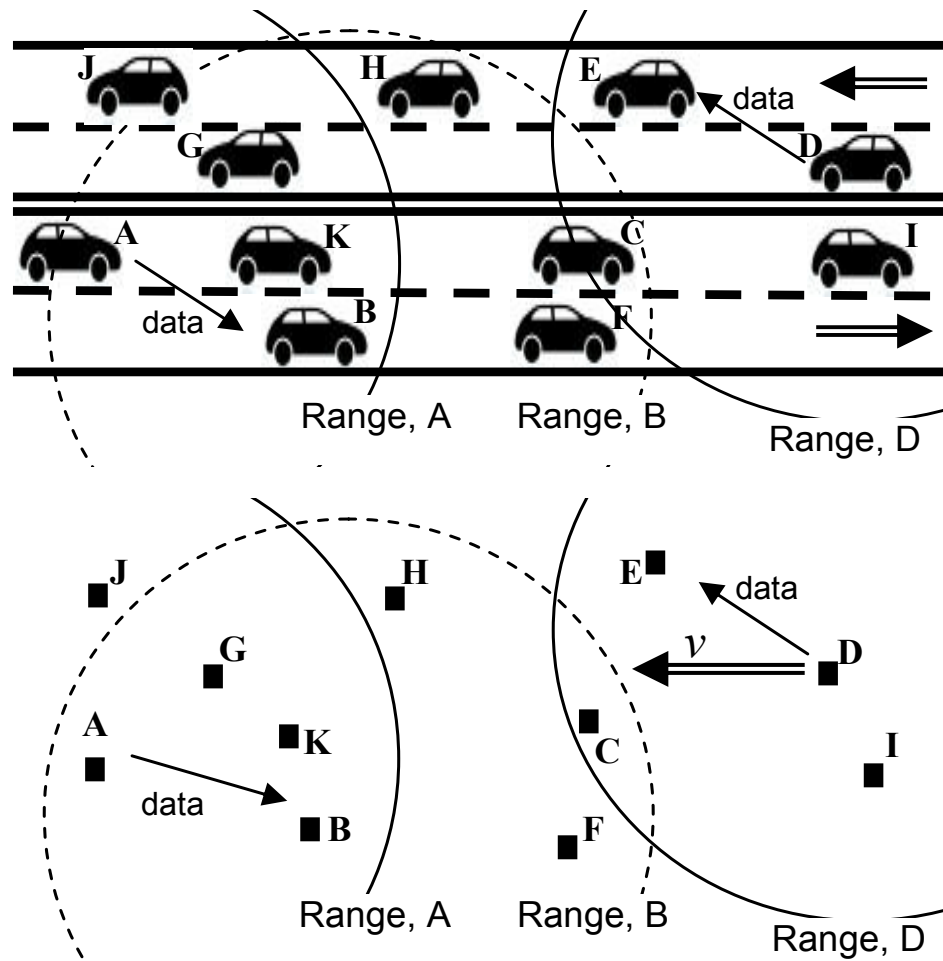 J
H
E
data
G
D
A
K
C
I
data
B
F
Range, A
Range, B
Range, D
J
H
E
data
G
v
D
A
K
C
I
data
B
F
Range, A
Range, B
Range, D